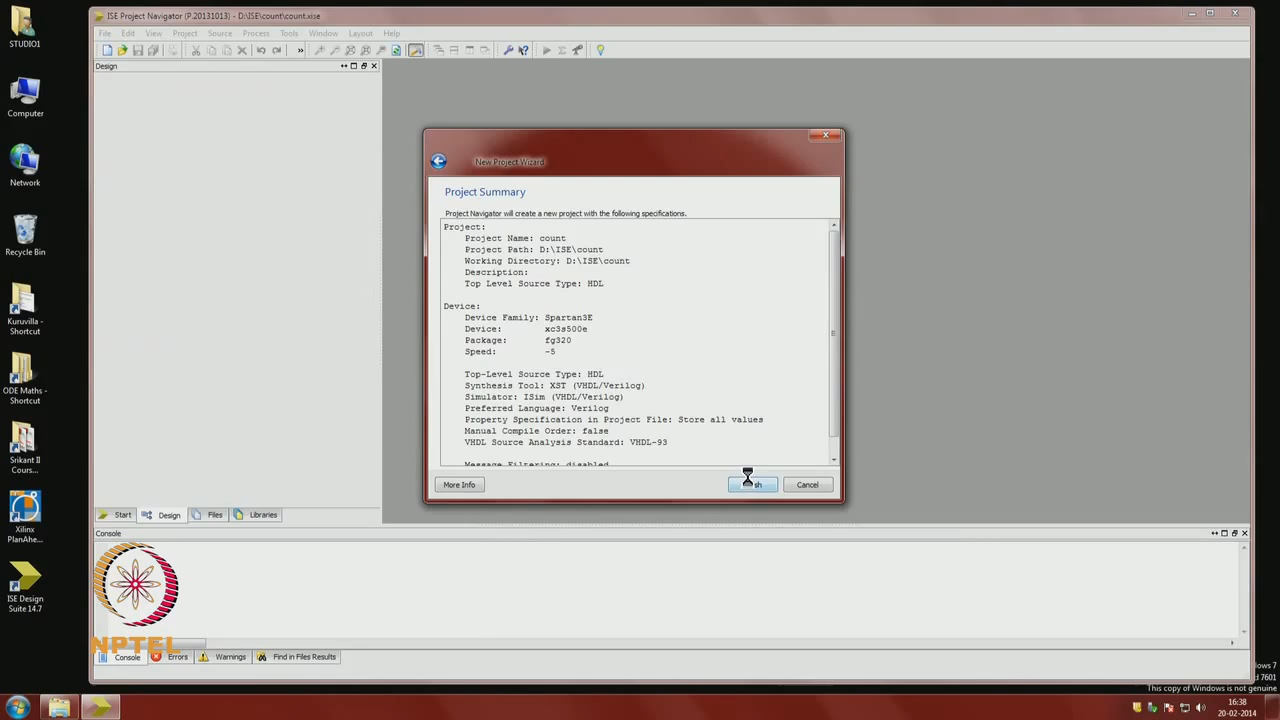 ISE Project Navigator (P.20131013) - D:\ISE\count\count.xise
File Edit View Project Source Process Tools Window Layout Help
»
Design
STUDIO1
Computer
Network
Recycle Bin
Kuruvilla -
Shortcut
ODE Maths -
Shortcut
Srikant II
Cours...
Xilinx
PlanAhe...
ISE Design
Suite 14.7
New Project Wizard
Project Summary
Project Navigator will create a new project with the following specifications.
Project:
Project Name: count
Project Path: D:\ISE\count
Working Directory: D:\ISE\count
Description:
Top Level Source Type: HDL
Device:
Device Family: Spartan3E
Device: xc3s500e
Package: fg320
Speed: -5
Top-Level Source Type: HDL
Synthesis Tool: XST (VHDL/Verilog)
Simulator: ISim (VHDL/Verilog)
Preferred Language: Verilog
Property Specification in Project File: Store all values
Manual Compile Order: false
VHDL Source Analysis Standard: VHDL-93
Message Filtering: disabled
More Info
Cancel
Start Design Files Libraries
Console
NPTEL
Console Errors Warnings Find in Files Results
7601
This copy of Windows is not genuine
16:38
20-02-2014